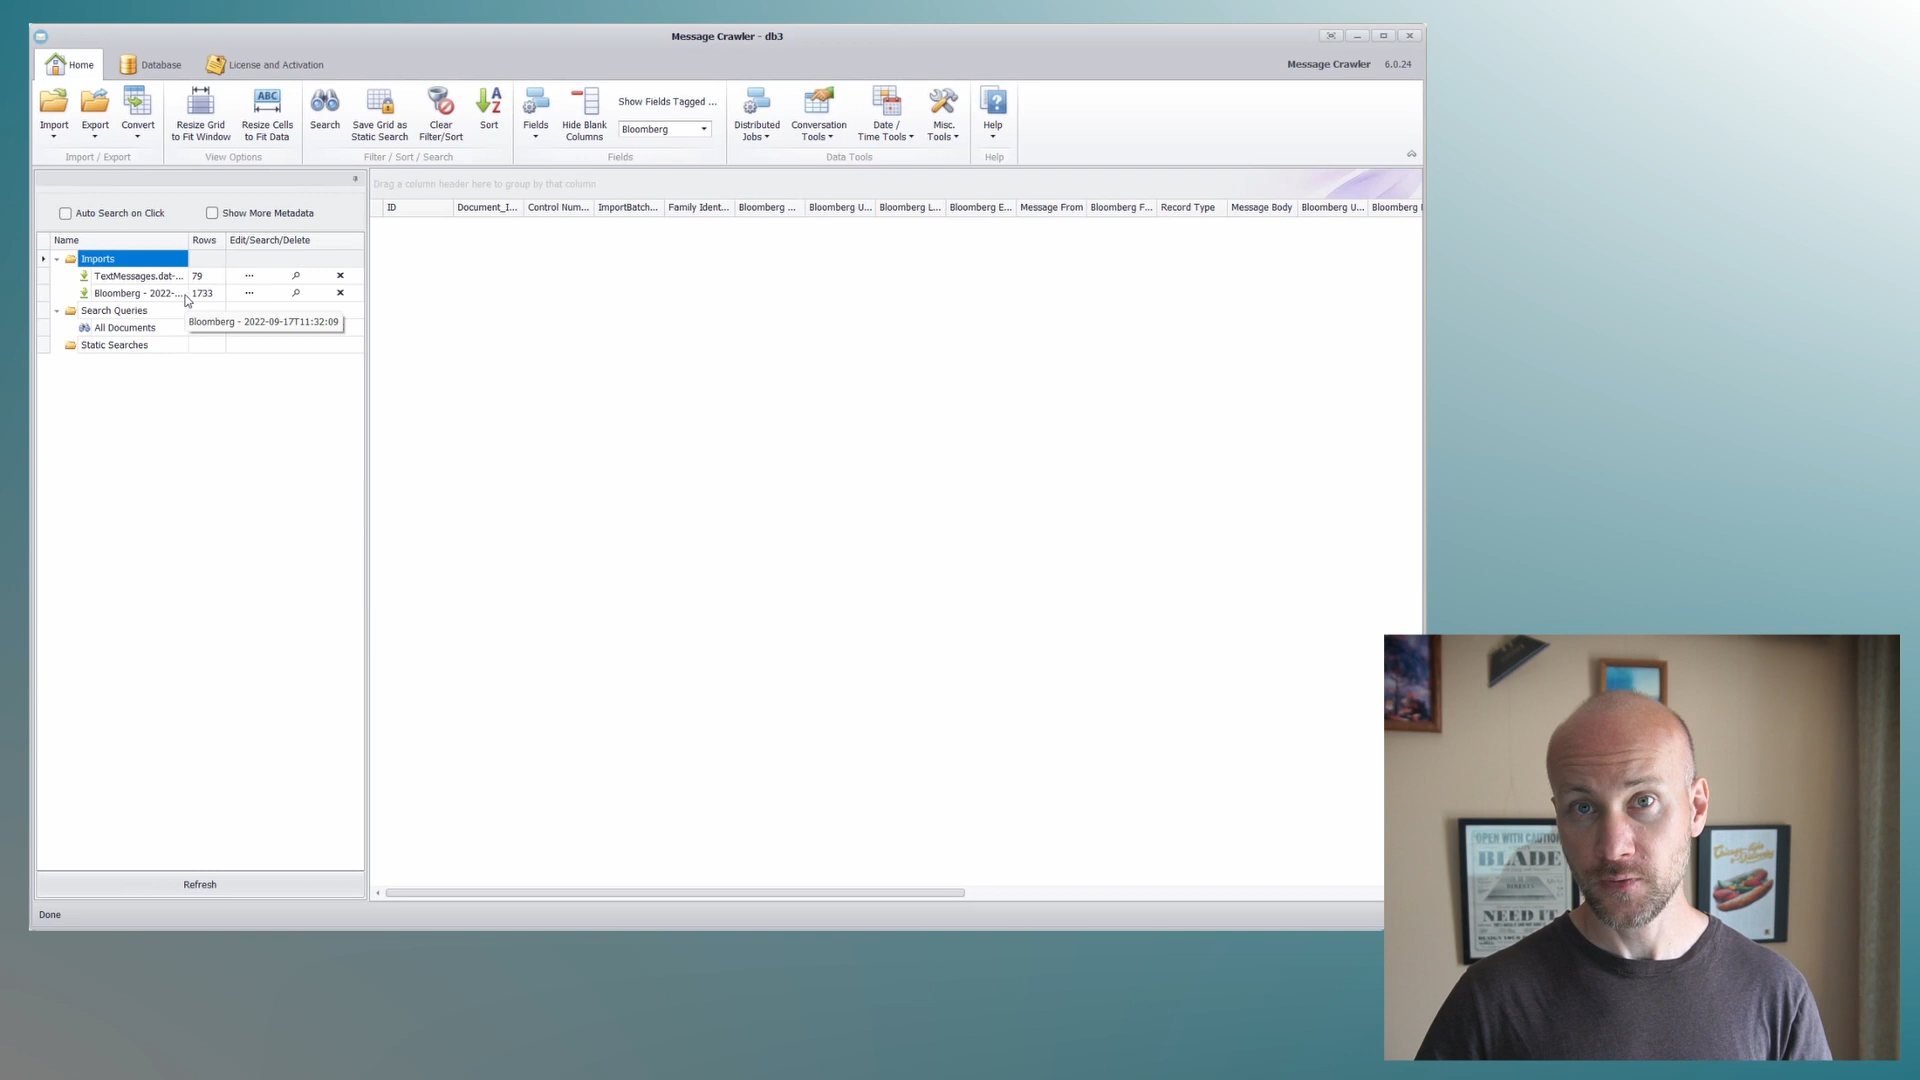 Message Crawler - db3
Home
Database
License and Activation
Message Crawler 6.0.24
Import
Export
Convert
Import / Export
Resize Grid
to Fit Window
Resize Cells
to Fit Data
View Options
Search
Save Grid as
Static Search
Clear
Filter/Sort
Sort
Filter / Sort / Search
Fields
Hide Blank
Columns
Show Fields Tagged ...
Bloomberg
Fields
Distributed
Jobs
Conversation
Tools
Date /
Time Tools
Misc.
Tools
Data Tools
Help
Help
ABC
A
Z
Auto Search on Click
Show More Metadata
Name Rows Edit/Search/Delete
Imports
TextMessages.dat-... 79 ...
Bloomberg - 2022-... 1733 ...
Search Queries
Bloomberg - 2022-09-17T11:32:09
All Documents
Static Searches
Refresh
Done
Drag a column header here to group by that column
ID Document_I... Control Num... ImportBatch... Family Ident... Bloomberg ... Bloomberg U... Bloomberg L... Bloomberg E... Message From Bloomberg F... Record Type Message Body Bloomberg U... Bloomberg
OPEN WITH CAUTION
BLADE
NEED IT